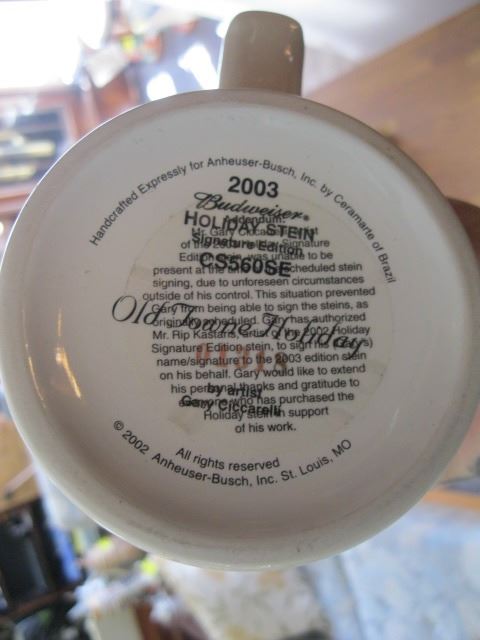 Handcrafted Expressly for Anheuser-Busch, Inc. by Ceramarte of Brazil
2003
Budweiser®
Addendum:
HOLIDAY STEIN
Mr. Gary
Signature Edition
of the Signature
CS560SE
Edition stein, was unable to be
present at the scheduled stein
signing, due to unforeseen circumstances
outside of his control. This situation prevented
Gary from being able to sign the steins, as
Old Towne Holiday
originally scheduled. Gary has authorized
Mr. Rip Kastaris, artist of the 2002 Holiday
Signature Edition stein, to sign
name/signature to the 2003 edition stein
on his behalf. Gary would like to extend
his personal thanks and gratitude to
by artist
everyone who has purchased the
Gary Ciccarelli
Holiday stein in support
of his work.
All rights reserved
© 2002 Anheuser-Busch, Inc. St. Louis, MO